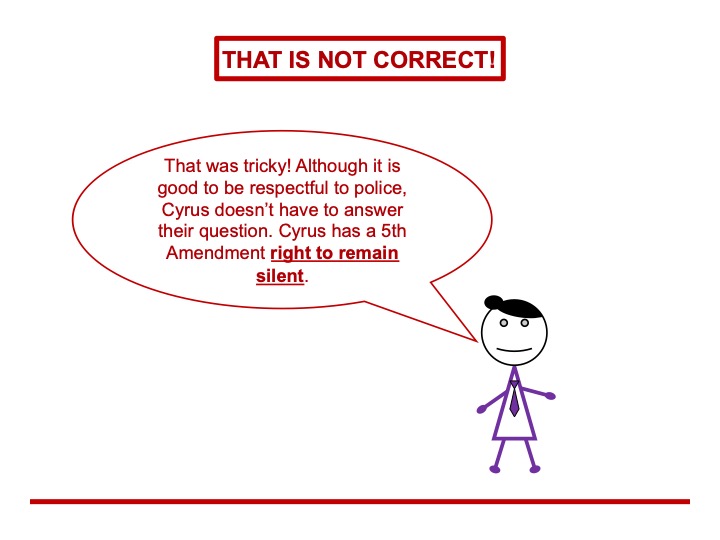 THAT IS NOT CORRECT!
That was tricky! Although it is
good to be respectful to police,
Cyrus doesn’t have to answer
their question. Cyrus has a 5th
Amendment right to remain
silent.